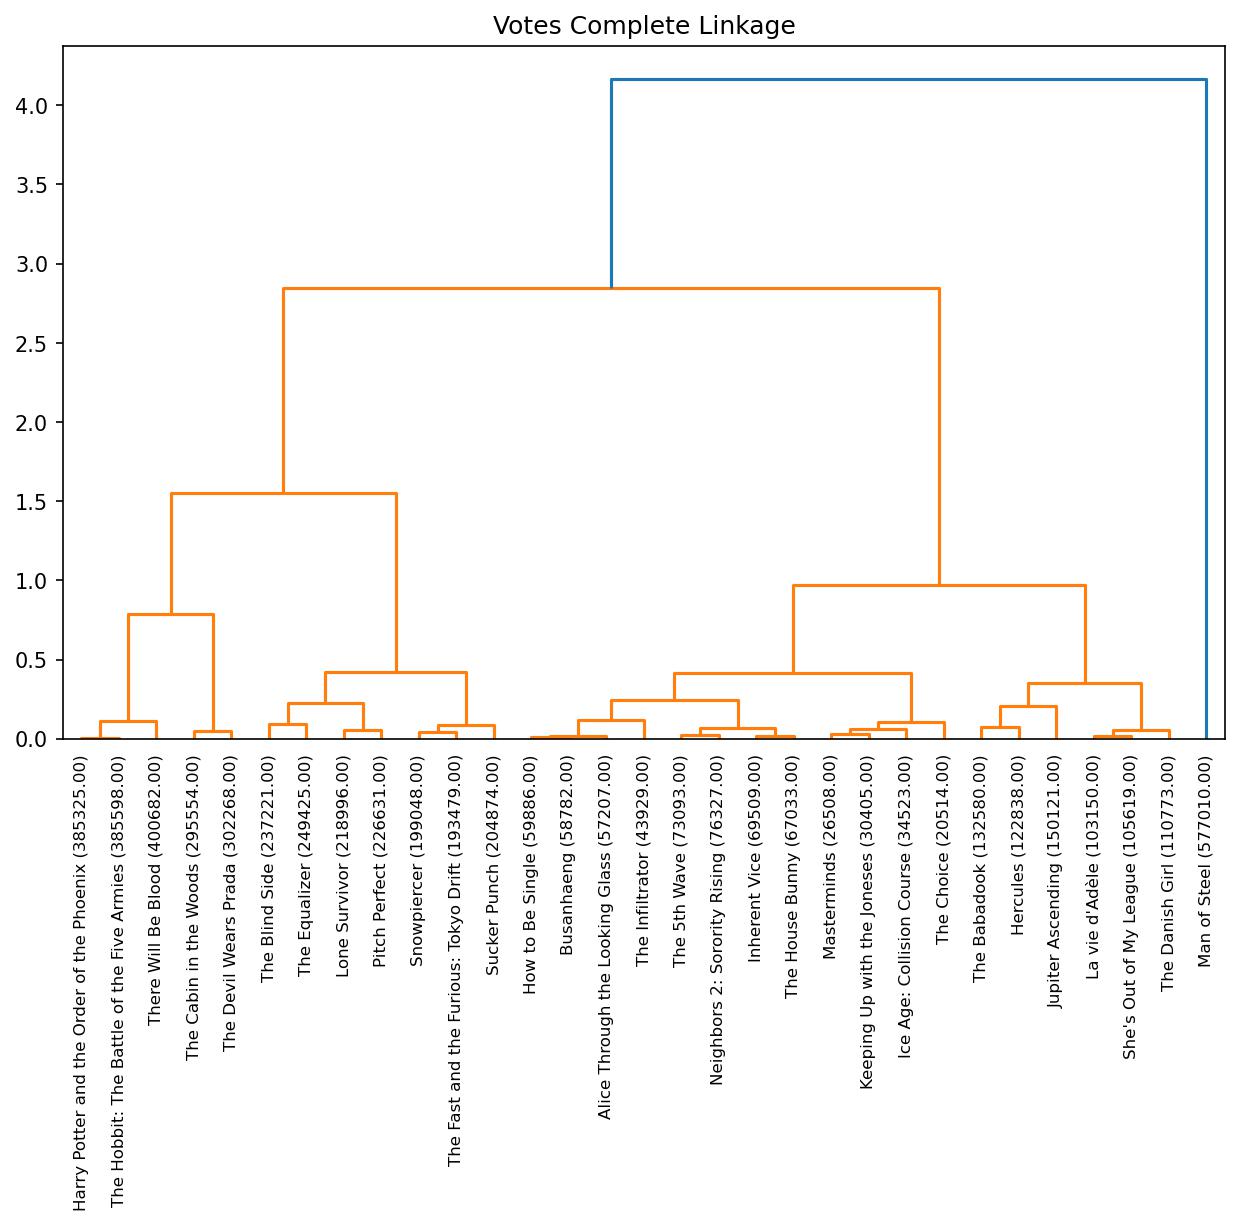 Votes Complete Linkage
4.0
3.5
3.0
2.5
2.0
1.5
1.0
0.5
0.0
Harry Potter and the Order of the Phoenix (385325.00)
The Hobbit: The Battle of the Five Armies (385598.00)
There Will Be Blood (400682.00)
The Cabin in the Woods (295554.00)
The Devil Wears Prada (302268.00)
The Blind Side (237221.00)
The Equalizer (249425.00)
Lone Survivor (218996.00)
Pitch Perfect (226631.00)
Snowpiercer (199048.00)
The Fast and the Furious: Tokyo Drift (193479.00)
Sucker Punch (204874.00)
How to Be Single (59886.00)
Busanhaeng (58782.00)
Alice Through the Looking Glass (57207.00)
The Infiltrator (43929.00)
The 5th Wave (73093.00)
Neighbors 2: Sorority Rising (76327.00)
Inherent Vice (69509.00)
The House Bunny (67033.00)
Masterminds (26508.00)
Keeping Up with the Joneses (30405.00)
Ice Age: Collision Course (34523.00)
The Choice (20514.00)
The Babadook (132580.00)
Hercules (122838.00)
Jupiter Ascending (150121.00)
La vie d'Adèle (103150.00)
She's Out of My League (105619.00)
The Danish Girl (110773.00)
Man of Steel (577010.00)